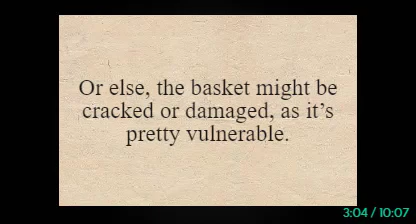 Or else, the basket might be
cracked or damaged, as it’s
pretty vulnerable.
3:04 / 10:07